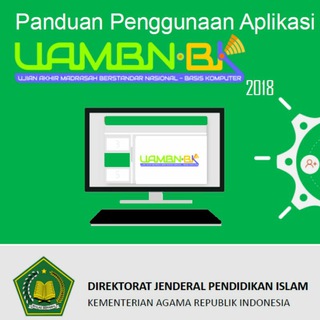 Panduan Penggunaan Aplikasi
UAMBN-BK
UJIAN AKHIR MADRASAH BERSTANDAR NASIONAL - BASIS KOMPUTER
2018
UAMBN-BK
DIREKTORAT JENDERAL PENDIDIKAN ISLAM
KEMENTERIAN AGAMA REPUBLIK INDONESIA